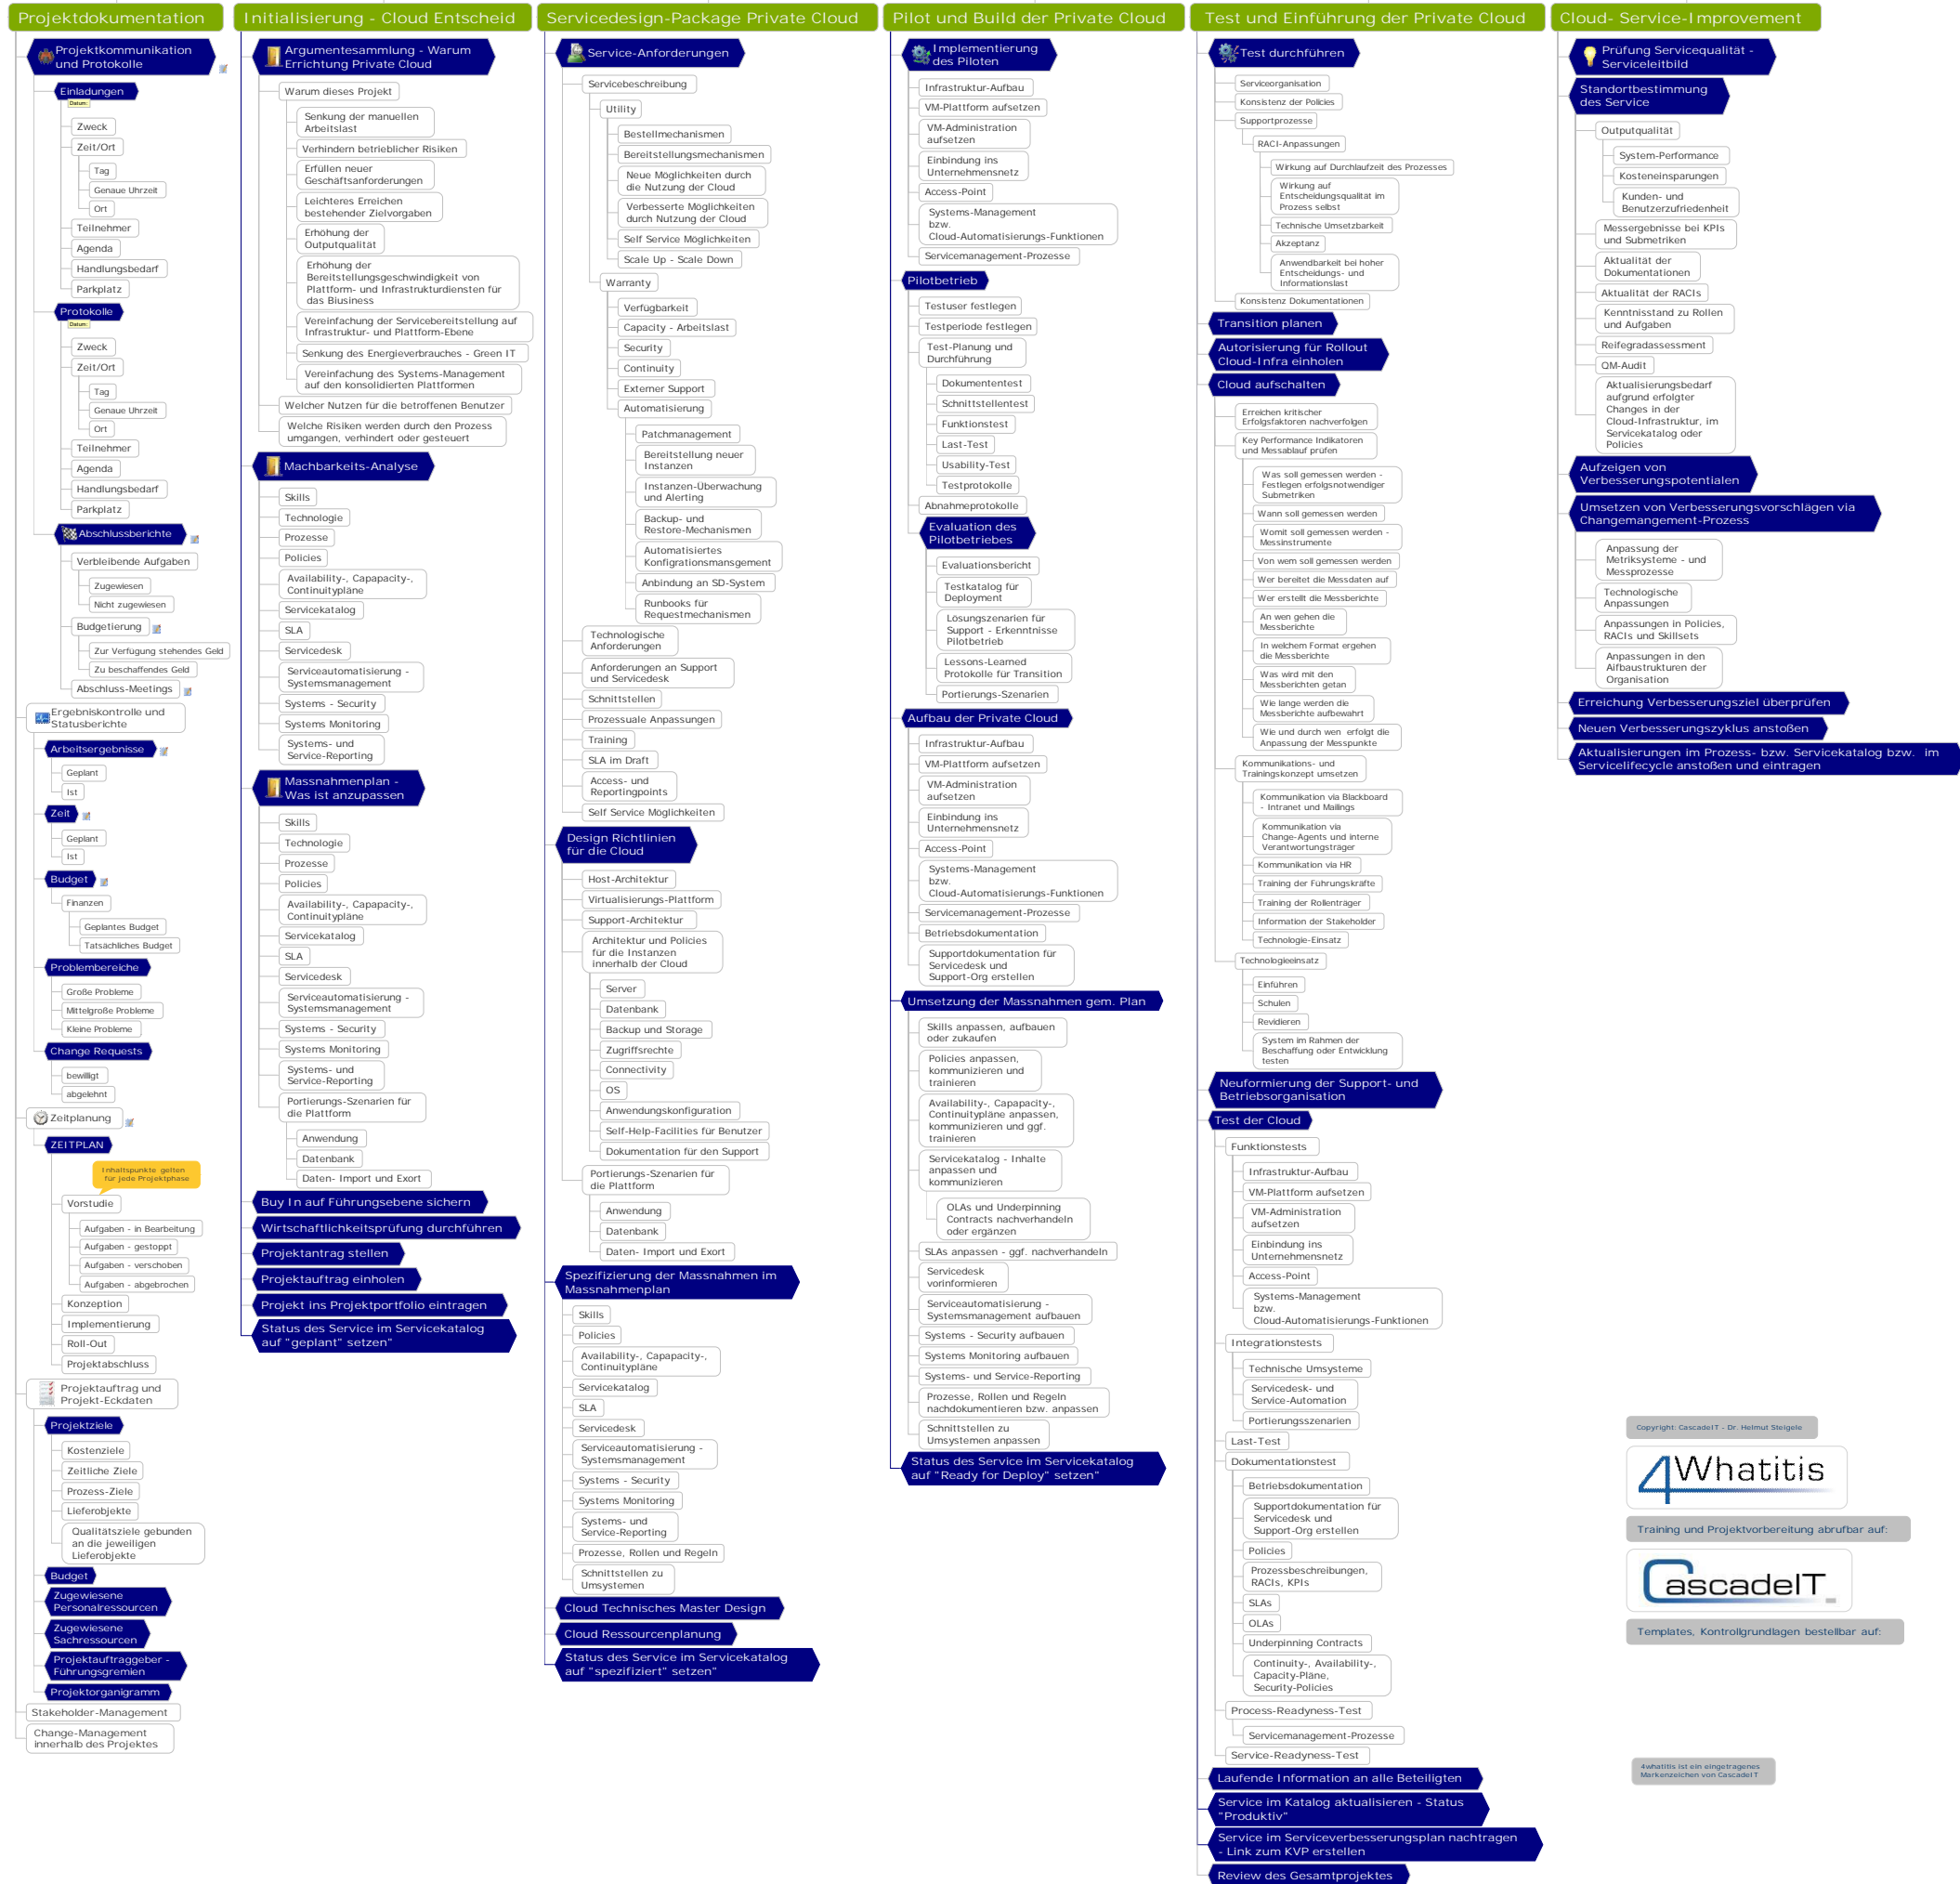 Projektdokumentation
Projektkommunikation
und Protokolle
Einladungen
Datum:
Zweck
Zeit/Ort
Tag
Genaue Uhrzeit
Ort
Teilnehmer
Agenda
Handlungsbedarf
Parkplatz
Protokolle
Datum:
Zweck
Zeit/Ort
Tag
Genaue Uhrzeit
Ort
Teilnehmer
Agenda
Handlungsbedarf
Parkplatz
Abschlussberichte
Verbleibende Aufgaben
Zugewiesen
Nicht zugewiesen
Budgetierung
Zur Verfügung stehendes Geld
Zu beschaffendes Geld
Abschluss-Meetings
Ergebniskontrolle und
Statusberichte
Arbeitsergebnisse
Geplant
Ist
Zeit
Geplant
Ist
Budget
Finanzen
Geplantes Budget
Tatsächliches Budget
Problembereiche
Große Probleme
Mittelgroße Probleme
Kleine Probleme
Change Requests
bewilligt
abgelehnt
Zeitplanung
ZEITPLAN
Inhaltspunkte gelten
für jede Projektphase
Vorstudie
Aufgaben - in Bearbeitung
Aufgaben - gestoppt
Aufgaben - verschoben
Aufgaben - abgebrochen
Konzeption
Implementierung
Roll-Out
Projektabschluss
Projektauftrag und
Projekt-Eckdaten
Projektziele
Kostenziele
Zeitliche Ziele
Prozess-Ziele
Lieferobjekte
Qualitätsziele gebunden
an die jeweiligen
Lieferobjekte
Budget
Zugewiesene
Personalressourcen
Zugewiesene
Sachressourcen
Projektauftraggeber -
Führungsgremien
Projektorganigramm
Stakeholder-Management
Change-Management
innerhalb des Projektes
Initialisierung - Cloud Entscheid
Argumentesammlung - Warum
Errichtung Private Cloud
Warum dieses Projekt
Senkung der manuellen
Arbeitslast
Verhindern betrieblicher Risiken
Erfüllen neuer
Geschäftsanforderungen
Leichteres Erreichen
bestehender Zielvorgaben
Erhöhung der
Outputqualität
Erhöhung der
Bereitstellungsgeschwindigkeit von
Plattform- und Infrastrukturdiensten für
das Biusiness
Vereinfachung der Servicebereitstellung auf
Infrastruktur- und Plattform-Ebene
Senkung des Energieverbrauches - Green IT
Vereinfachung des Systems-Management
auf den konsolidierten Plattformen
Welcher Nutzen für die betroffenen Benutzer
Welche Risiken werden durch den Prozess
umgangen, verhindert oder gesteuert
Machbarkeits-Analyse
Skills
Technologie
Prozesse
Policies
Availability-, Capapacity-,
Continuitypläne
Servicekatalog
SLA
Servicedesk
Serviceautomatisierung -
Systemsmanagement
Systems - Security
Systems Monitoring
Systems- und
Service-Reporting
Massnahmenplan -
Was ist anzupassen
Skills
Technologie
Prozesse
Policies
Availability-, Capapacity-,
Continuitypläne
Servicekatalog
SLA
Servicedesk
Serviceautomatisierung -
Systemsmanagement
Systems - Security
Systems Monitoring
Systems- und
Service-Reporting
Portierungs-Szenarien für
die Plattform
Anwendung
Datenbank
Daten- Import und Exort
Buy In auf Führungsebene sichern
Wirtschaftlichkeitsprüfung durchführen
Projektantrag stellen
Projektauftrag einholen
Projekt ins Projektportfolio eintragen
Status des Service im Servicekatalog
auf "geplant" setzen"
Servicedesign-Package Private Cloud
Service-Anforderungen
Servicebeschreibung
Utility
Bestellmechanismen
Bereitstellungsmechanismen
Neue Möglichkeiten durch
die Nutzung der Cloud
Verbesserte Möglichkeiten
durch Nutzung der Cloud
Self Service Möglichkeiten
Scale Up - Scale Down
Warranty
Verfügbarkeit
Capacity - Arbeitslast
Security
Continuity
Externer Support
Automatisierung
Patchmanagement
Bereitstellung neuer
Instanzen
Instanzen-Überwachung
und Alerting
Backup- und
Restore-Mechanismen
Automatisiertes
Konfigrationsmansgement
Anbindung an SD-System
Runbooks für
Requestmechanismen
Technologische
Anforderungen
Anforderungen an Support
und Servicedesk
Schnittstellen
Prozessuale Anpassungen
Training
SLA im Draft
Access- und
Reportingpoints
Self Service Möglichkeiten
Design Richtlinien
für die Cloud
Host-Architektur
Virtualisierungs-Plattform
Support-Architektur
Architektur und Policies
für die Instanzen
innerhalb der Cloud
Server
Datenbank
Backup und Storage
Zugriffsrechte
Connectivity
OS
Anwendungskonfiguration
Self-Help-Facilities für Benutzer
Dokumentation für den Support
Portierungs-Szenarien für
die Plattform
Anwendung
Datenbank
Daten- Import und Exort
Spezifizierung der Massnahmen im
Massnahmenplan
Skills
Policies
Availability-, Capapacity-,
Continuitypläne
Servicekatalog
SLA
Servicedesk
Serviceautomatisierung -
Systemsmanagement
Systems - Security
Systems Monitoring
Systems- und
Service-Reporting
Prozesse, Rollen und Regeln
Schnittstellen zu
Umsystemen
Cloud Technisches Master Design
Cloud Ressourcenplanung
Status des Service im Servicekatalog
auf "spezifiziert" setzen"
Pilot und Build der Private Cloud
Implementierung
des Piloten
Infrastruktur-Aufbau
VM-Plattform aufsetzen
VM-Administration
aufsetzen
Einbindung ins
Unternehmensnetz
Access-Point
Systems-Management
bzw.
Cloud-Automatisierungs-Funktionen
Servicemanagement-Prozesse
Pilotbetrieb
Testuser festlegen
Testperiode festlegen
Test-Planung und
Durchführung
Dokumententest
Schnittstellentest
Funktionstest
Last-Test
Usability-Test
Testprotokolle
Abnahmeprotokolle
Evaluation des
Pilotbetriebes
Evaluationsbericht
Testkatalog für
Deployment
Lösungszenarien für
Support - Erkenntnisse
Pilotbetrieb
Lessons-Learned
Protokolle für Transition
Portierungs-Szenarien
Aufbau der Private Cloud
Infrastruktur-Aufbau
VM-Plattform aufsetzen
VM-Administration
aufsetzen
Einbindung ins
Unternehmensnetz
Access-Point
Systems-Management
bzw.
Cloud-Automatisierungs-Funktionen
Servicemanagement-Prozesse
Betriebsdokumentation
Supportdokumentation für
Servicedesk und
Support-Org erstellen
Umsetzung der Massnahmen gem. Plan
Skills anpassen, aufbauen
oder zukaufen
Policies anpassen,
kommunizieren und
trainieren
Availability-, Capapacity-,
Continuitypläne anpassen,
kommunizieren und ggf.
trainieren
Servicekatalog - Inhalte
anpassen und
kommunizieren
OLAs und Underpinning
Contracts nachverhandeln
oder ergänzen
SLAs anpassen - ggf. nachverhandeln
Servicedesk
vorinformieren
Serviceautomatisierung -
Systemsmanagement aufbauen
Systems - Security aufbauen
Systems Monitoring aufbauen
Systems- und Service-Reporting
Prozesse, Rollen und Regeln
nachdokumentieren bzw. anpassen
Schnittstellen zu
Umsystemen anpassen
Status des Service im Servicekatalog
auf "Ready for Deploy" setzen"
Test und Einführung der Private Cloud
Test durchführen
Serviceorganisation
Konsistenz der Policies
Supportprozesse
RACI-Anpassungen
Wirkung auf Durchlaufzeit des Prozesses
Wirkung auf
Entscheidungsqualität im
Prozess selbst
Technische Umsetzbarkeit
Akzeptanz
Anwendbarkeit bei hoher
Entscheidungs- und
Informationslast
Konsistenz Dokumentationen
Transition planen
Autorisierung für Rollout
Cloud-Infra einholen
Cloud aufschalten
Erreichen kritischer
Erfolgsfaktoren nachverfolgen
Key Performance Indikatoren
und Messablauf prüfen
Was soll gemessen werden -
Festlegen erfolgsnotwendiger
Submetriken
Wann soll gemessen werden
Womit soll gemessen werden -
Messinstrumente
Von wem soll gemessen werden
Wer bereitet die Messdaten auf
Wer erstellt die Messberichte
An wen gehen die
Messberichte
In welchem Format ergehen
die Messberichte
Was wird mit den
Messberichten getan
Wie lange werden die
Messberichte aufbewahrt
Wie und durch wen erfolgt die
Anpassung der Messpunkte
Kommunikations- und
Trainingskonzept umsetzen
Kommunikation via Blackboard
- Intranet und Mailings
Kommunikation via
Change-Agents und interne
Verantwortungsträger
Kommunikation via HR
Training der Führungskräfte
Training der Rollenträger
Information der Stakeholder
Technologie-Einsatz
Technologieeinsatz
Einführen
Schulen
Revidieren
System im Rahmen der
Beschaffung oder Entwicklung
testen
Neuformierung der Support- und
Betriebsorganisation
Test der Cloud
Funktionstests
Infrastruktur-Aufbau
VM-Plattform aufsetzen
VM-Administration
aufsetzen
Einbindung ins
Unternehmensnetz
Access-Point
Systems-Management
bzw.
Cloud-Automatisierungs-Funktionen
Integrationstests
Technische Umsysteme
Servicedesk- und
Service-Automation
Portierungsszenarien
Last-Test
Dokumentationstest
Betriebsdokumentation
Supportdokumentation für
Servicedesk und
Support-Org erstellen
Policies
Prozessbeschreibungen,
RACIs, KPIs
SLAs
OLAs
Underpinning Contracts
Continuity-, Availability-,
Capacity-Pläne,
Security-Policies
Process-Readyness-Test
Servicemanagement-Prozesse
Service-Readyness-Test
Laufende Information an alle Beteiligten
Service im Katalog aktualisieren - Status
"Produktiv"
Service im Serviceverbesserungsplan nachtragen
- Link zum KVP erstellen
Review des Gesamtprojektes
Cloud- Service-Improvement
Prüfung Servicequalität -
Serviceleitbild
Standortbestimmung
des Service
Outputqualität
System-Performance
Kosteneinsparungen
Kunden- und
Benutzerzufriedenheit
Messergebnisse bei KPIs
und Submetriken
Aktualität der
Dokumentationen
Aktualität der RACIs
Kenntnisstand zu Rollen
und Aufgaben
Reifegradassessment
QM-Audit
Aktualisierungsbedarf
aufgrund erfolgter
Changes in der
Cloud-Infrastruktur, im
Servicekatalog oder
Policies
Aufzeigen von
Verbesserungspotentialen
Umsetzen von Verbesserungsvorschlägen via
Changemangement-Prozess
Anpassung der
Metriksysteme - und
Messprozesse
Technologische
Anpassungen
Anpassungen in Policies,
RACIs und Skillsets
Anpassungen in den
Aifbaustrukturen der
Organisation
Erreichung Verbesserungsziel überprüfen
Neuen Verbesserungszyklus anstoßen
Aktualisierungen im Prozess- bzw. Servicekatalog bzw. im
Servicelifecycle anstoßen und eintragen
Copyright: CascadeIT - Dr. Helmut Steigele
4Whatitis
Training und Projektvorbereitung abrufbar auf:
CascadeIT
Templates, Kontrollgrundlagen bestellbar auf:
4whatitis ist ein eingetragenes
Markenzeichen von CascadeIT